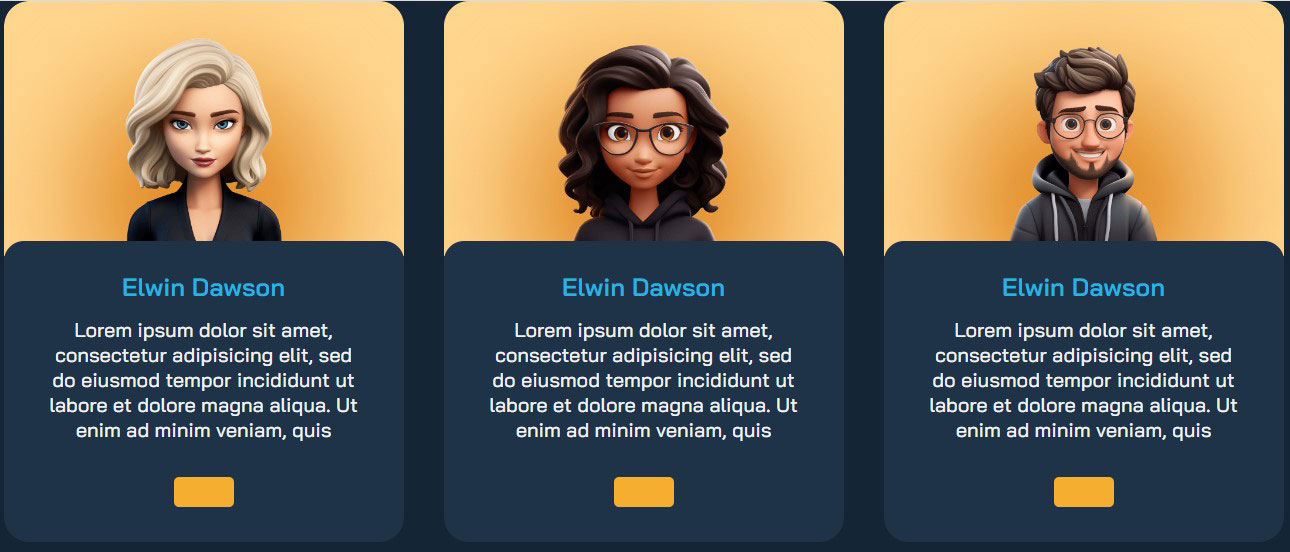 Elwin Dawson
Lorem ipsum dolor sit amet,
consectetur adipisicing elit, sed
do eiusmod tempor incididunt ut
labore et dolore magna aliqua. Ut
enim ad minim veniam, quis
Elwin Dawson
Lorem ipsum dolor sit amet,
consectetur adipisicing elit, sed
do eiusmod tempor incididunt ut
labore et dolore magna aliqua. Ut
enim ad minim veniam, quis
Elwin Dawson
Lorem ipsum dolor sit amet,
consectetur adipisicing elit, sed
do eiusmod tempor incididunt ut
labore et dolore magna aliqua. Ut
enim ad minim veniam, quis